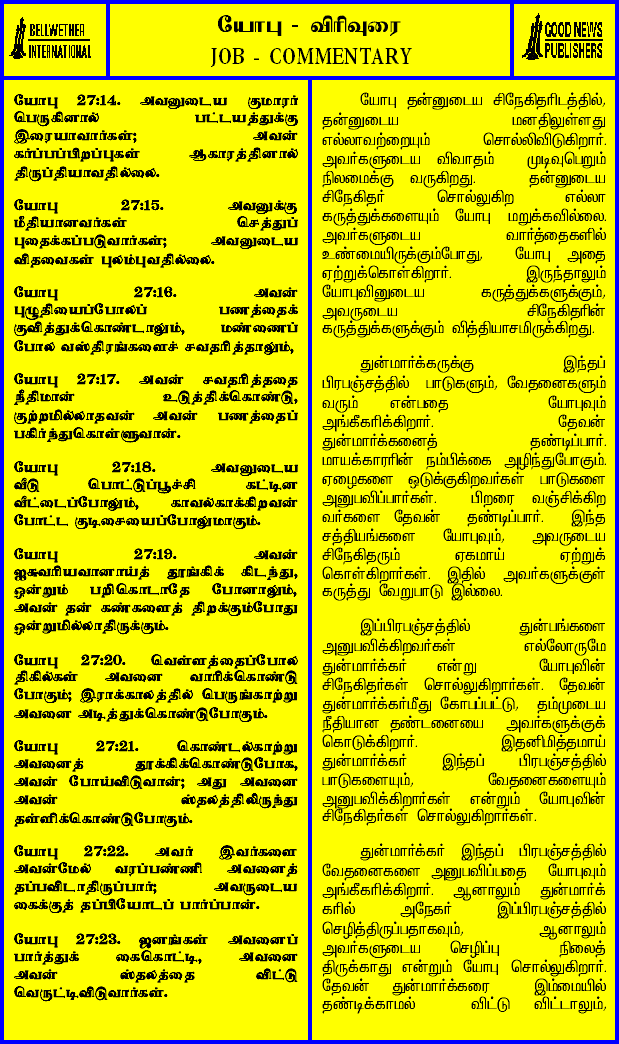 BELLWETHER
INTERNATIONAL
யோபு - விரிவுரை
JOB - COMMENTARY
GOOD NEWS
PUBLISHERS
யோபு 27:14. அவனுடைய குமாரர்
பெருகினால் பட்டயத்துக்கு
இரையாவார்கள்; அவன்
கர்ப்பப்பிறப்புகள் ஆகாரத்தினால்
திருப்தியாவதில்லை.
யோபு 27:15. அவனுக்கு
மீதியானவர்கள் செத்துப்
புதைக்கப்படுவார்கள்; அவனுடைய
விதவைகள் புலம்புவதில்லை.
யோபு 27:16. அவன்
புழுதியைப்போலப் பணத்தைக்
குவித்துக்கொண்டாலும், மண்ணைப்
போல வஸ்திரங்களைச் சவதரித்தாலும்,
யோபு 27:17. அவன் சவதரித்ததை
நீதிமான் உடுத்திக்கொண்டு,
குற்றமில்லாதவன் அவன் பணத்தைப்
பகிர்ந்துகொள்ளுவான்.
யோபு 27:18. அவனுடைய
வீடு பொட்டுப்பூச்சி கட்டின
வீட்டைப்போலும், காவல்காக்கிறவன்
போட்ட குடிசையைப்போலுமாகும்.
யோபு 27:19. அவன்
ஐசுவரியவானாய்த் தூங்கிக் கிடந்து,
ஒன்றும் பறிகொடாதே போனாலும்,
அவன் தன் கண்களைத் திறக்கும்போது
ஒன்றுமில்லாதிருக்கும்.
யோபு 27:20. வெள்ளத்தைப்போல
திகில்கள் அவனை வாரிக்கொண்டு
போகும்; இராக்காலத்தில் பெருங்காற்று
அவனை அடித்துக்கொண்டுபோகும்.
யோபு 27:21. கொண்டல்காற்று
அவனைத் தூக்கிக்கொண்டுபோக,
அவன் போய்விடுவான்; அது அவனை
அவன் ஸ்தலத்திலிருந்து
தள்ளிக்கொண்டுபோகும்.
யோபு 27:22. அவர் இவர்களை
அவன்மேல் வரப்பண்ணி அவனைத்
தப்பவிடாதிருப்பார்; அவருடைய
கைக்குத் தப்பியோடப் பார்ப்பான்.
யோபு 27:23. ஜனங்கள் அவனைப்
பார்த்துக் கைகொட்டி, அவனை
அவன் ஸ்தலத்தை விட்டு
வெருட்டிவிடுவார்கள்.
யோபு தன்னுடைய சிநேகிதரிடத்தில்,
தன்னுடைய மனதிலுள்ளது
எல்லாவற்றையும் சொல்லிவிடுகிறார்.
அவர்களுடைய விவாதம் முடிவுபெறும்
நிலமைக்கு வருகிறது. தன்னுடைய
சிநேகிதர் சொல்லுகிற எல்லா
கருத்துக்களையும் யோபு மறுக்கவில்லை.
அவர்களுடைய வார்த்தைகளில்
உண்மையிருக்கும்போது, யோபு அதை
ஏற்றுக்கொள்கிறார். இருந்தாலும்
யோபுவினுடைய கருத்துக்களுக்கும்,
அவருடைய சிநேகிதரின்
கருத்துக்களுக்கும் வித்தியாசமிருக்கிறது.
துன்மார்க்கருக்கு இந்தப்
பிரபஞ்சத்தில் பாடுகளும், வேதனைகளும்
வரும் என்பதை யோபுவும்
அங்கீகரிக்கிறார். தேவன்
துன்மார்க்கனைத் தண்டிப்பார்.
மாயக்காரரின் நம்பிக்கை அழிந்துபோகும்.
ஏழைகளை ஒடுக்குகிறவர்கள் பாடுகளை
அனுபவிப்பார்கள். பிறரை வஞ்சிக்கிற
வர்களை தேவன் தண்டிப்பார். இந்த
சத்தியங்களை யோபுவும், அவருடைய
சிநேகிதரும் ஏகமாய் ஏற்றுக்
கொள்கிறார்கள். இதில் அவர்களுக்குள்
கருத்து வேறுபாடு இல்லை.
இப்பிரபஞ்சத்தில் துன்பங்களை
அனுபவிக்கிறவர்கள் எல்லோருமே
துன்மார்க்கர் என்று யோபுவின்
சிநேகிதர்கள் சொல்லுகிறார்கள். தேவன்
துன்மார்க்கர்மீது கோபப்பட்டு, தம்முடைய
நீதியான தண்டனையை அவர்களுக்குக்
கொடுக்கிறார். இதனிமித்தமாய்
துன்மார்க்கர் இந்தப் பிரபஞ்சத்தில்
பாடுகளையும், வேதனைகளையும்
அனுபவிக்கிறார்கள் என்றும் யோபுவின்
சிநேகிதர்கள் சொல்லுகிறார்கள்.
துன்மார்க்கர் இந்தப் பிரபஞ்சத்தில்
வேதனைகளை அனுபவிப்பதை யோபுவும்
அங்கீகரிக்கிறார். ஆனாலும் துன்மார்க்
கரில் அநேகர் இப்பிரபஞ்சத்தில்
செழித்திருப்பதாகவும், ஆனாலும்
அவர்களுடைய செழிப்பு நிலைத்
திருக்காது என்றும் யோபு சொல்லுகிறார்.
தேவன் துன்மார்க்கரை இம்மையில்
தண்டிக்காமல் விட்டு விட்டாலும்,